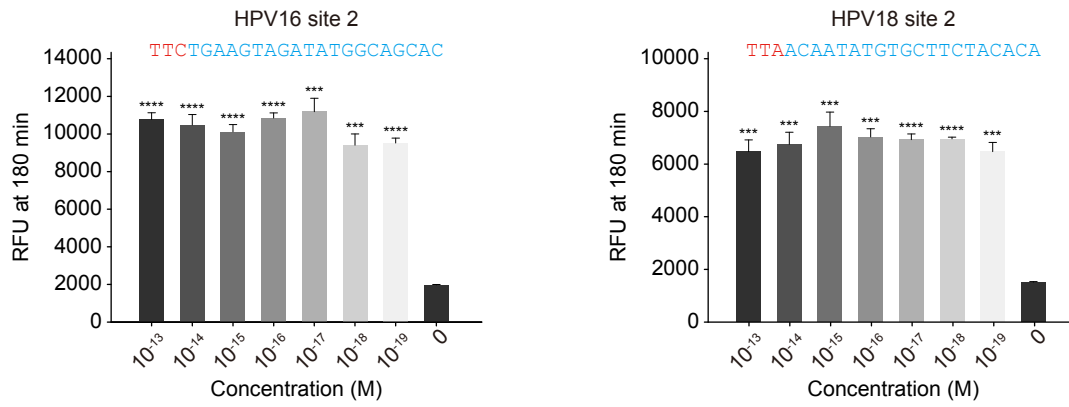 HPV16 site 2
TTCTGAAGTAGATATGGCAGCAC
14000
12000
10000
8000
6000
4000
2000
0
RFU at 180 min
**** **** **** **** *** *** ****
10⁻¹³ 10⁻¹⁴ 10⁻¹⁵ 10⁻¹⁶ 10⁻¹⁷ 10⁻¹⁸ 10⁻¹⁹ 0
Concentration (M)
HPV18 site 2
TTAACAATATGTGCTTCTACACA
10000
8000
6000
4000
2000
0
RFU at 180 min
*** *** *** *** **** **** ***
10⁻¹³ 10⁻¹⁴ 10⁻¹⁵ 10⁻¹⁶ 10⁻¹⁷ 10⁻¹⁸ 10⁻¹⁹ 0
Concentration (M)